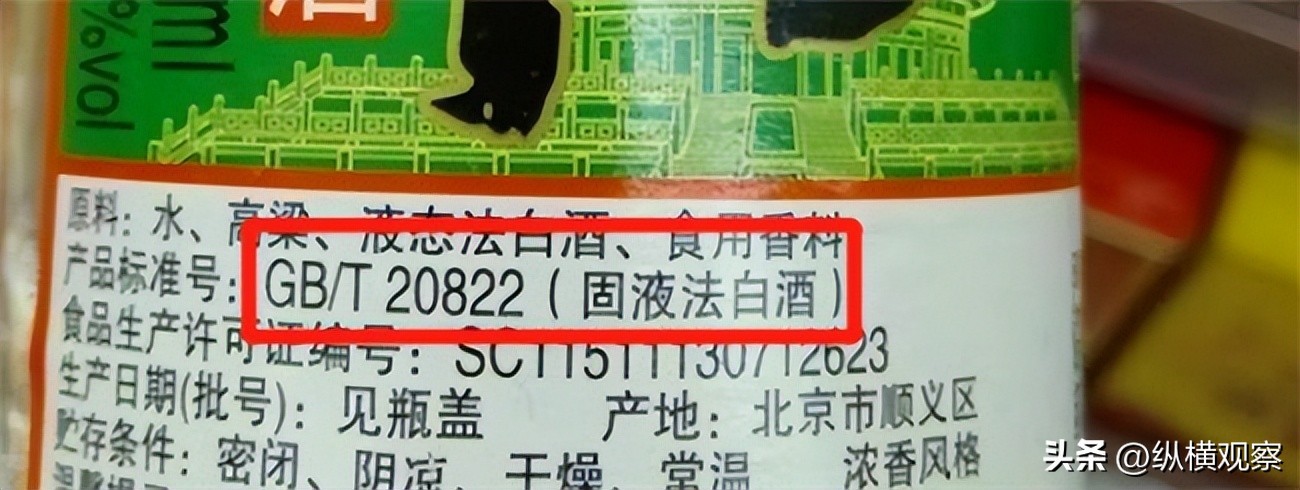 酒
ml
%vol
原料：水、高粱、液态法白酒、食用香料
产品标准号：GB/T 20822（固液法白酒）
食品生产许可证编号：SC11511130712623
生产日期(批号)：见瓶盖 产地：北京市顺义区
贮存条件：密闭、阴凉、干燥、常温 浓香风格
头条 @纵横观察